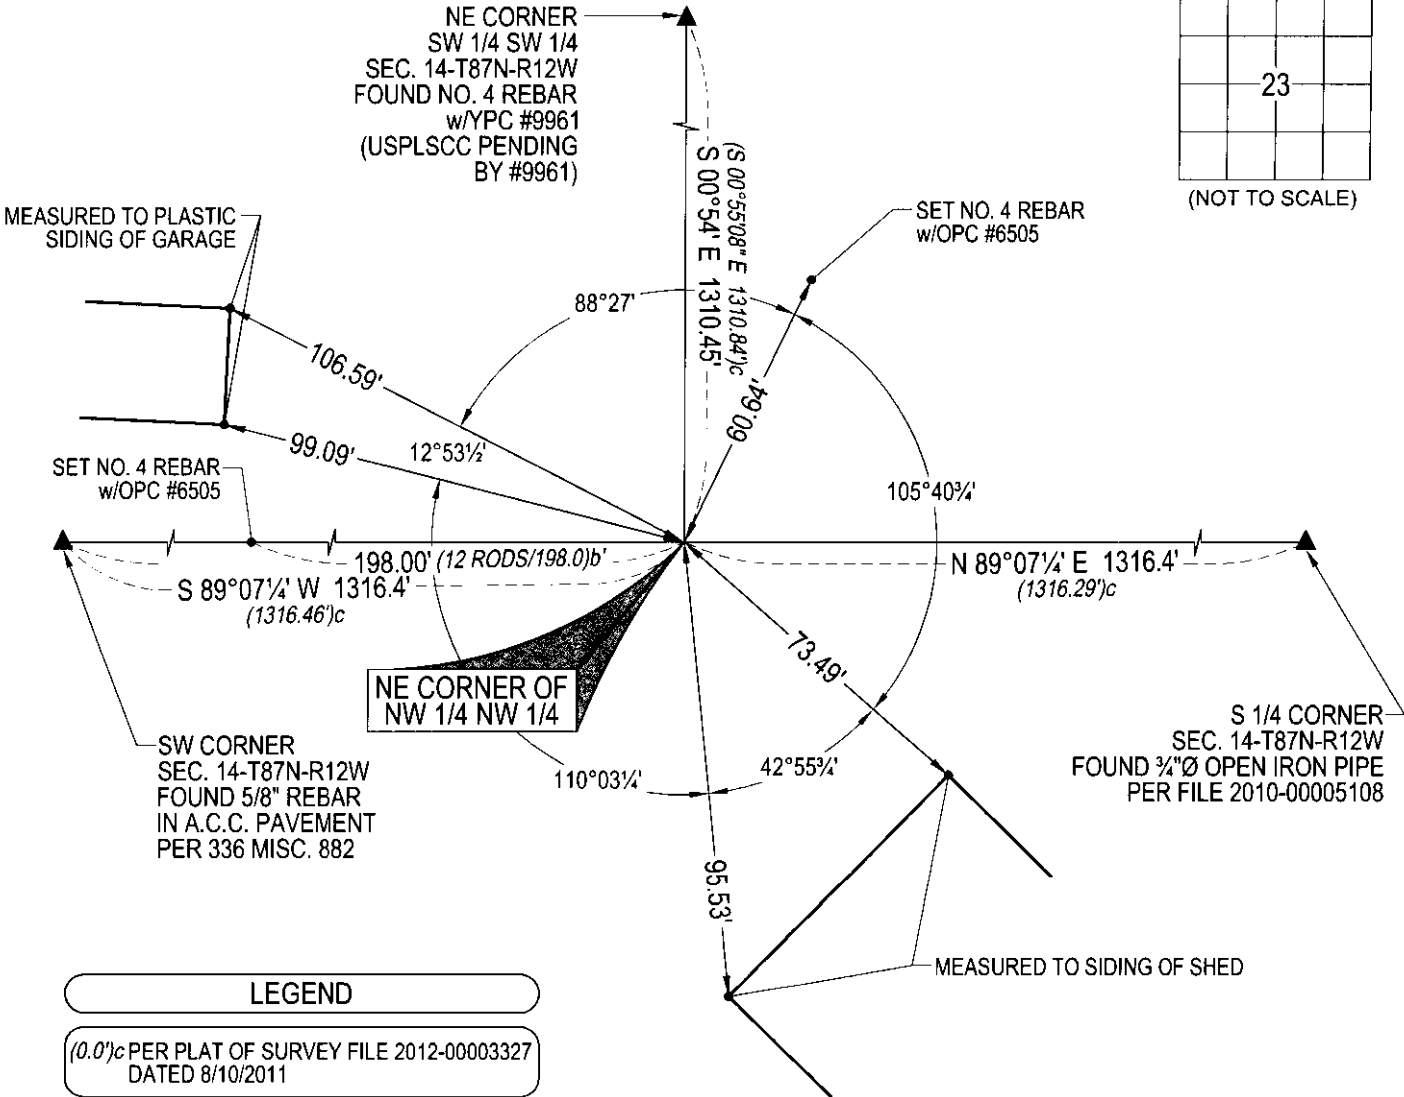 NE CORNER
SW 1/4 SW 1/4
SEC. 14-T87N-R12W
FOUND NO. 4 REBAR
w/YPC #9961
(USPLSCC PENDING
BY #9961)
23
(NOT TO SCALE)
MEASURED TO PLASTIC
SIDING OF GARAGE
SET NO. 4 REBAR
w/OPC #6505
(S 00°55'08" E 1310.84')c
S 00°54' E 1310.45'
88°27'
106.59'
60.64'
99.09'
12°53½'
105°40¾'
SET NO. 4 REBAR
w/OPC #6505
198.00' (12 RODS/198.0)b'
S 89°07¼' W 1316.4'
(1316.46')c
N 89°07¼' E 1316.4'
(1316.29')c
73.49'
NE CORNER OF
NW 1/4 NW 1/4
SW CORNER
SEC. 14-T87N-R12W
FOUND 5/8" REBAR
IN A.C.C. PAVEMENT
PER 336 MISC. 882
110°03¼'
42°55¾'
S 1/4 CORNER
SEC. 14-T87N-R12W
FOUND ¾"Ø OPEN IRON PIPE
PER FILE 2010-00005108
95.53'
MEASURED TO SIDING OF SHED
LEGEND
(0.0')c PER PLAT OF SURVEY FILE 2012-00003327
DATED 8/10/2011